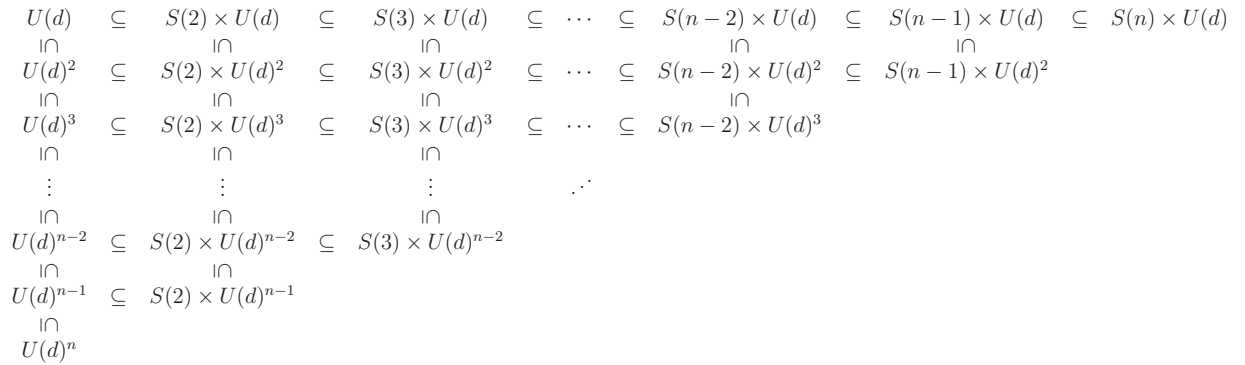 U(d) ⊆ S(2) × U(d) ⊆ S(3) × U(d) ⊆ ⋯ ⊆ S(n − 2) × U(d) ⊆ S(n − 1) × U(d) ⊆ S(n) × U(d)
I∩ I∩ I∩ I∩ I∩
U(d)² ⊆ S(2) × U(d)² ⊆ S(3) × U(d)² ⊆ ⋯ ⊆ S(n − 2) × U(d)² ⊆ S(n − 1) × U(d)²
I∩ I∩ I∩ I∩
U(d)³ ⊆ S(2) × U(d)³ ⊆ S(3) × U(d)³ ⊆ ⋯ ⊆ S(n − 2) × U(d)³
I∩ I∩ I∩
⋮ ⋮ ⋮ ⋰
I∩ I∩ I∩
U(d)ⁿ⁻² ⊆ S(2) × U(d)ⁿ⁻² ⊆ S(3) × U(d)ⁿ⁻²
I∩ I∩
U(d)ⁿ⁻¹ ⊆ S(2) × U(d)ⁿ⁻¹
I∩
U(d)ⁿ